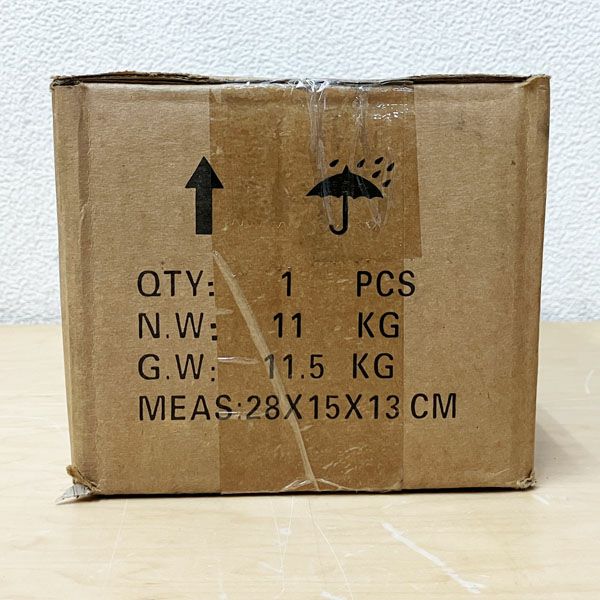 QTY: 1 PCS
N.W: 11 KG
G.W: 11.5 KG
MEAS:28X15X13 CM